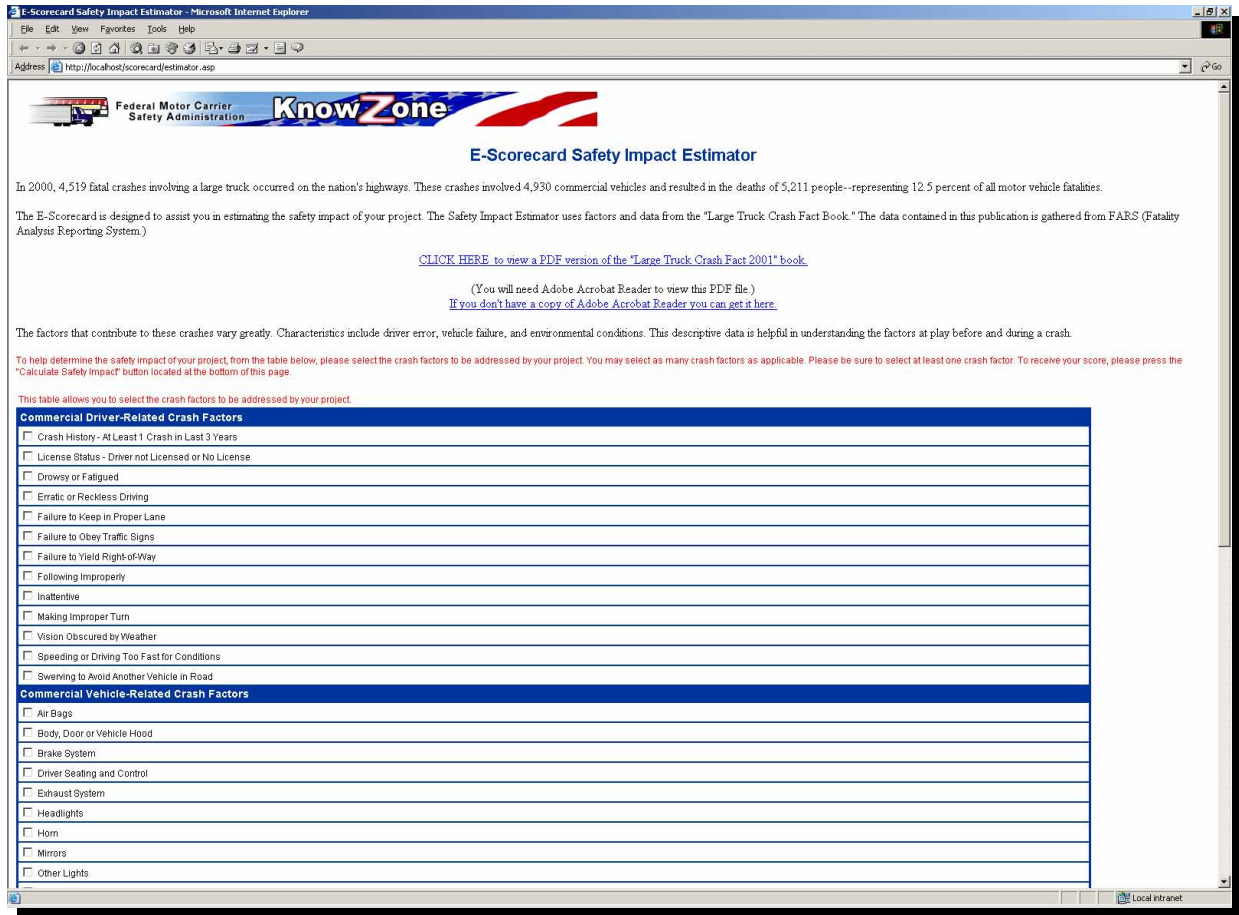 E-Scorecard Safety Impact Estimator - Microsoft Internet Explorer
File Edit View Favorites Tools Help
Address http://localhost/scorecard/estimator.asp Go
Federal Motor Carrier
Safety Administration
KnowZone
E-Scorecard Safety Impact Estimator
In 2000, 4,519 fatal crashes involving a large truck occurred on the nation's highways. These crashes involved 4,930 commercial vehicles and resulted in the deaths of 5,211 people--representing 12.5 percent of all motor vehicle fatalities.
The E-Scorecard is designed to assist you in estimating the safety impact of your project. The Safety Impact Estimator uses factors and data from the "Large Truck Crash Fact Book." The data contained in this publication is gathered from FARS (Fatality
Analysis Reporting System.)
CLICK HERE to view a PDF version of the "Large Truck Crash Fact 2001" book.
(You will need Adobe Acrobat Reader to view this PDF file.)
If you don't have a copy of Adobe Acrobat Reader you can get it here.
The factors that contribute to these crashes vary greatly. Characteristics include driver error, vehicle failure, and environmental conditions. This descriptive data is helpful in understanding the factors at play before and during a crash.
To help determine the safety impact of your project, from the table below, please select the crash factors to be addressed by your project. You may select as many crash factors as applicable. Please be sure to select at least one crash factor. To receive your score, please press the
"Calculate Safety Impact" button located at the bottom of this page.
This table allows you to select the crash factors to be addressed by your project.
Commercial Driver-Related Crash Factors
Crash History - At Least 1 Crash in Last 3 Years
License Status - Driver not Licensed or No License
Drowsy or Fatigued
Erratic or Reckless Driving
Failure to Keep in Proper Lane
Failure to Obey Traffic Signs
Failure to Yield Right-of-Way
Following Improperly
Inattentive
Making Improper Turn
Vision Obscured by Weather
Speeding or Driving Too Fast for Conditions
Swerving to Avoid Another Vehicle in Road
Commercial Vehicle-Related Crash Factors
Air Bags
Body, Door or Vehicle Hood
Brake System
Driver Seating and Control
Exhaust System
Headlights
Horn
Mirrors
Other Lights
Local intranet